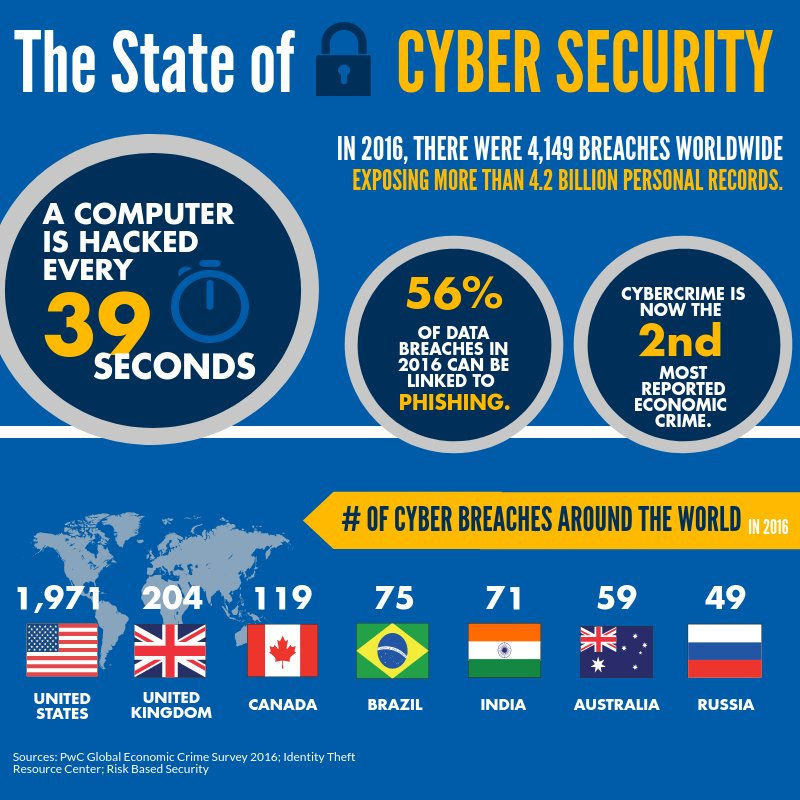 The State of CYBER SECURITY
IN 2016, THERE WERE 4,149 BREACHES WORLDWIDE
EXPOSING MORE THAN 4.2 BILLION PERSONAL RECORDS.
A COMPUTER
IS HACKED
EVERY
39
SECONDS
56%
OF DATA
BREACHES IN
2016 CAN BE
LINKED TO
PHISHING.
CYBERCRIME IS
NOW THE
2nd
MOST
REPORTED
ECONOMIC
CRIME.
# OF CYBER BREACHES AROUND THE WORLD IN 2016
1,971 204 119 75 71 59 49
UNITED
STATES
UNITED
KINGDOM
CANADA
BRAZIL
INDIA
AUSTRALIA
RUSSIA
Sources: PwC Global Economic Crime Survey 2016; Identity Theft
Resource Center; Risk Based Security